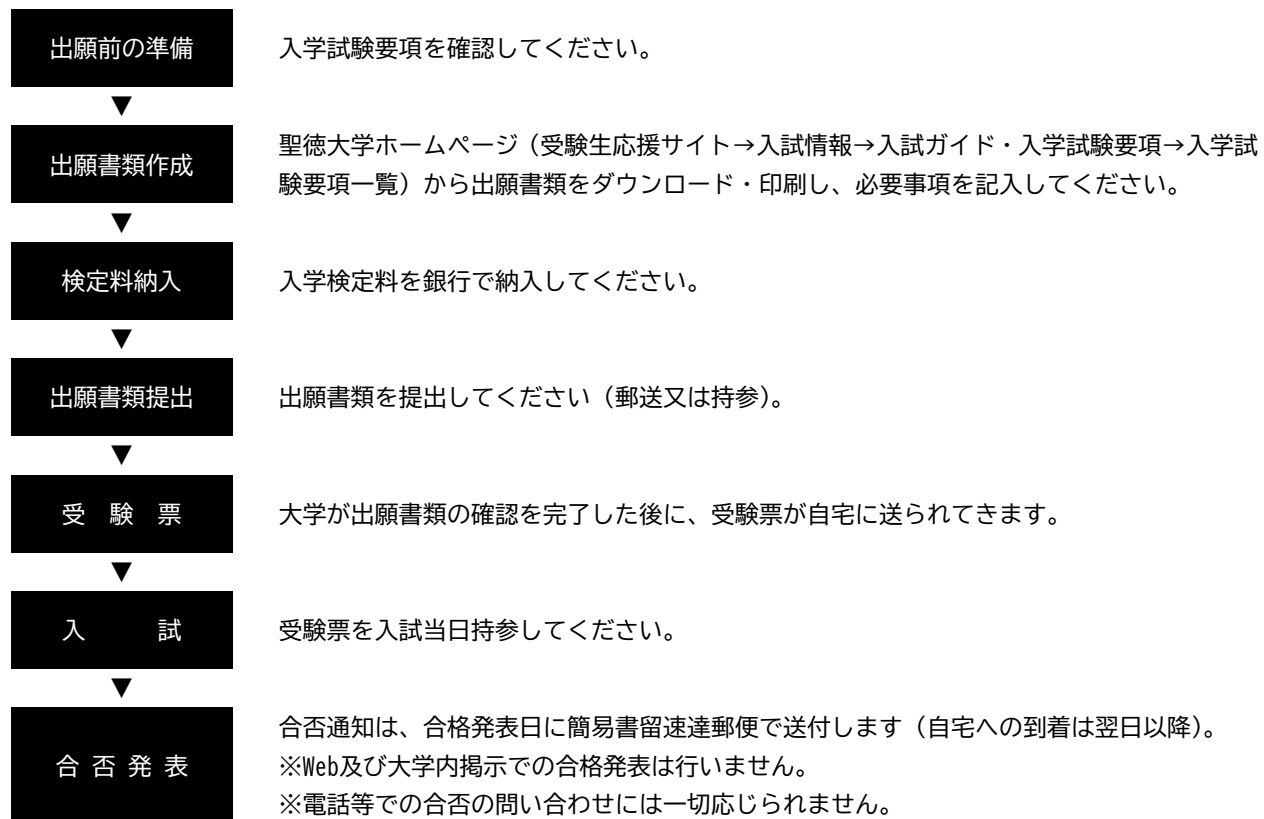 出願前の準備
入学試験要項を確認してください。
▼
出願書類作成
聖徳大学ホームページ（受験生応援サイト→入試情報→入試ガイド・入学試験要項→入学試
験要項一覧）から出願書類をダウンロード・印刷し、必要事項を記入してください。
▼
検定料納入
入学検定料を銀行で納入してください。
▼
出願書類提出
出願書類を提出してください（郵送又は持参）。
▼
受　験　票
大学が出願書類の確認を完了した後に、受験票が自宅に送られてきます。
▼
入　　　試
受験票を入試当日持参してください。
▼
合 否 発 表
合否通知は、合格発表日に簡易書留速達郵便で送付します（自宅への到着は翌日以降）。
※Web及び大学内掲示での合格発表は行いません。
※電話等での合否の問い合わせには一切応じられません。